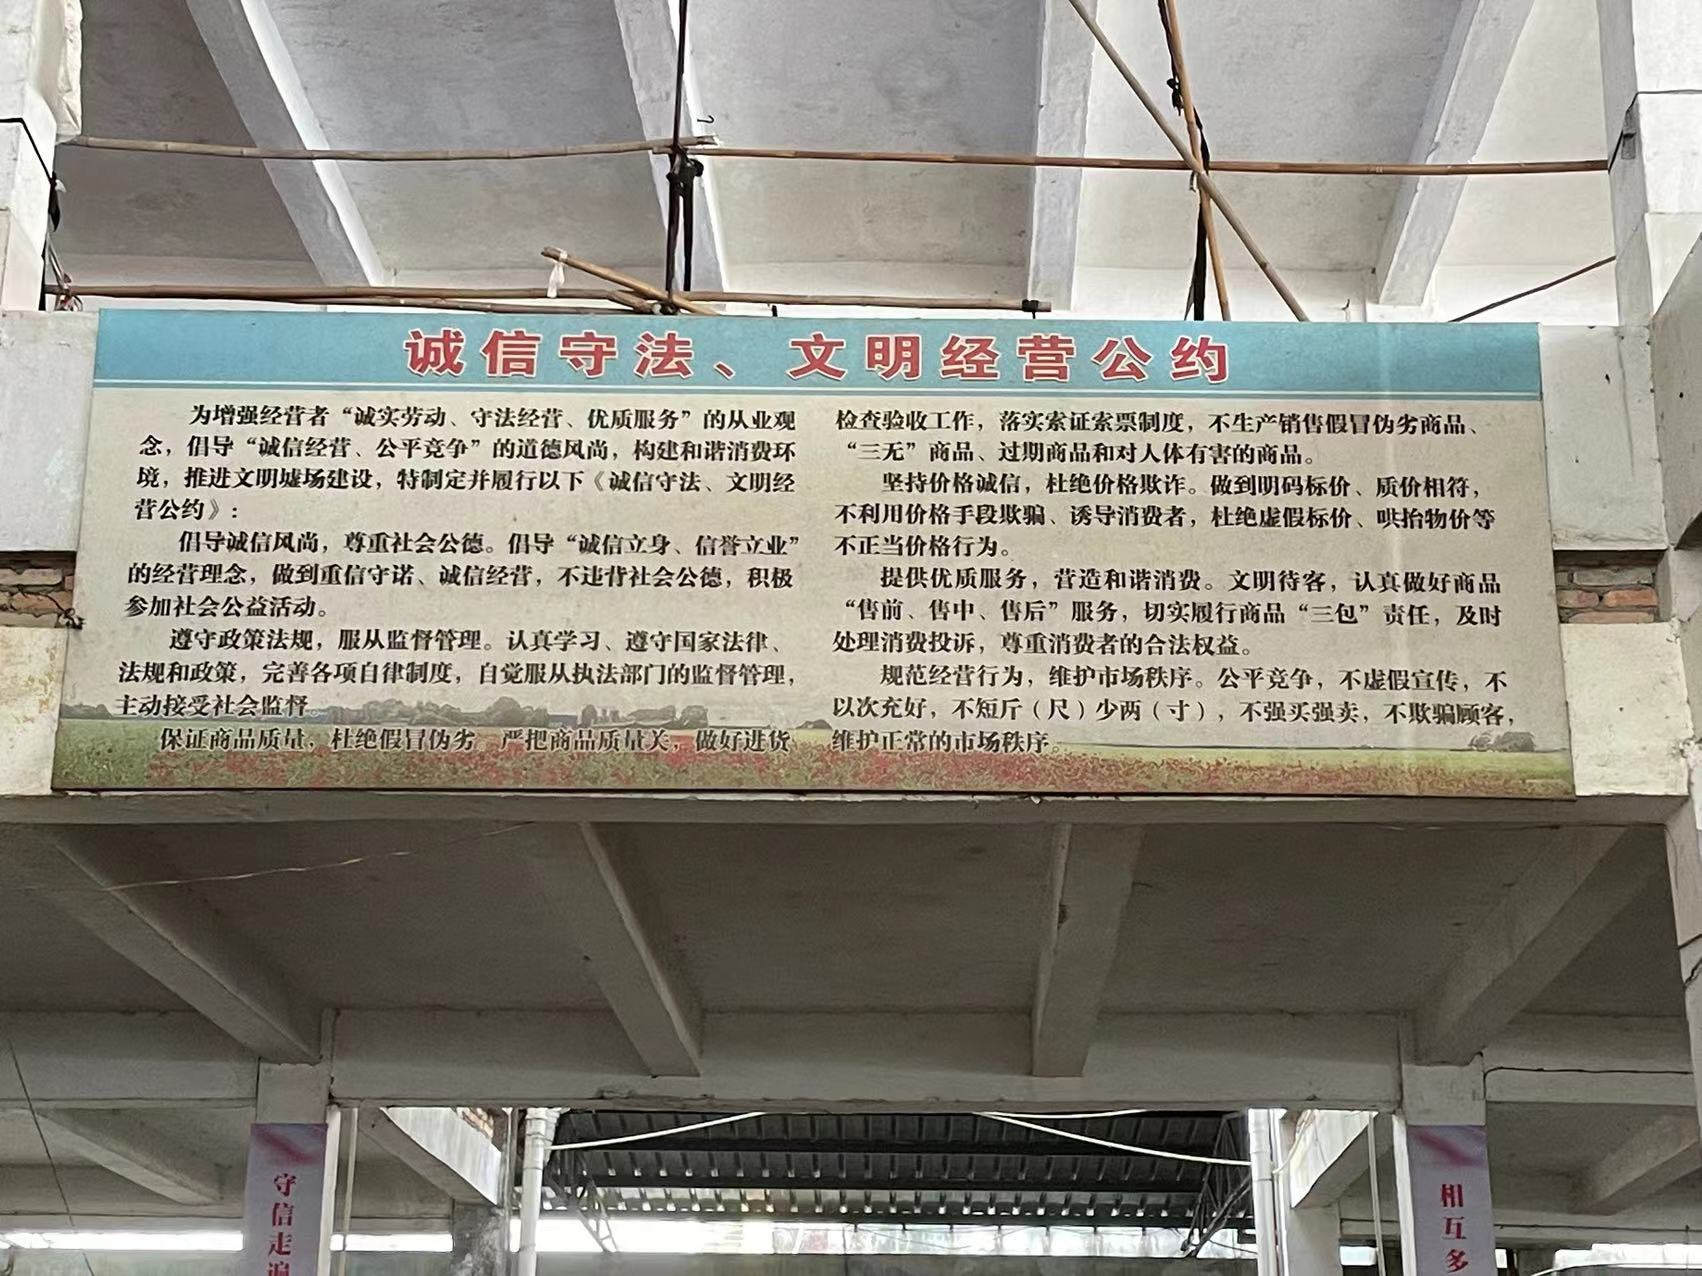 诚信守法、文明经营公约
为增强经营者“诚实劳动、守法经营、优质服务”的从业观
念，倡导“诚信经营、公平竞争”的道德风尚，构建和谐消费环
境，推进文明墟场建设，特制定并履行以下《诚信守法、文明经
营公约》:
倡导诚信风尚，尊重社会公德。倡导“诚信立身、信誉立业”
的经营理念，做到重信守诺、诚信经营，不违背社会公德，积极
参加社会公益活动。
遵守政策法规，服从监督管理。认真学习、遵守国家法律、
法规和政策，完善各项自律制度，自觉服从执法部门的监督管理，
主动接受社会监督。
保证商品质量，杜绝假冒伪劣。严把商品质量关，做好进货
检查验收工作，落实索证索票制度，不生产销售假冒伪劣商品、
“三无”商品、过期商品和对人体有害的商品。
坚持价格诚信，杜绝价格欺诈。做到明码标价、质价相符，
不利用价格手段欺骗、诱导消费者，杜绝虚假标价、哄抬物价等
不正当价格行为。
提供优质服务，营造和谐消费。文明待客，认真做好商品
“售前、售中、售后”服务，切实履行商品“三包”责任，及时
处理消费投诉，尊重消费者的合法权益。
规范经营行为，维护市场秩序。公平竞争，不虚假宣传，不
以次充好，不短斤（尺）少两（寸），不强买强卖，不欺骗顾客，
维护正常的市场秩序。
守信走遍
相互多